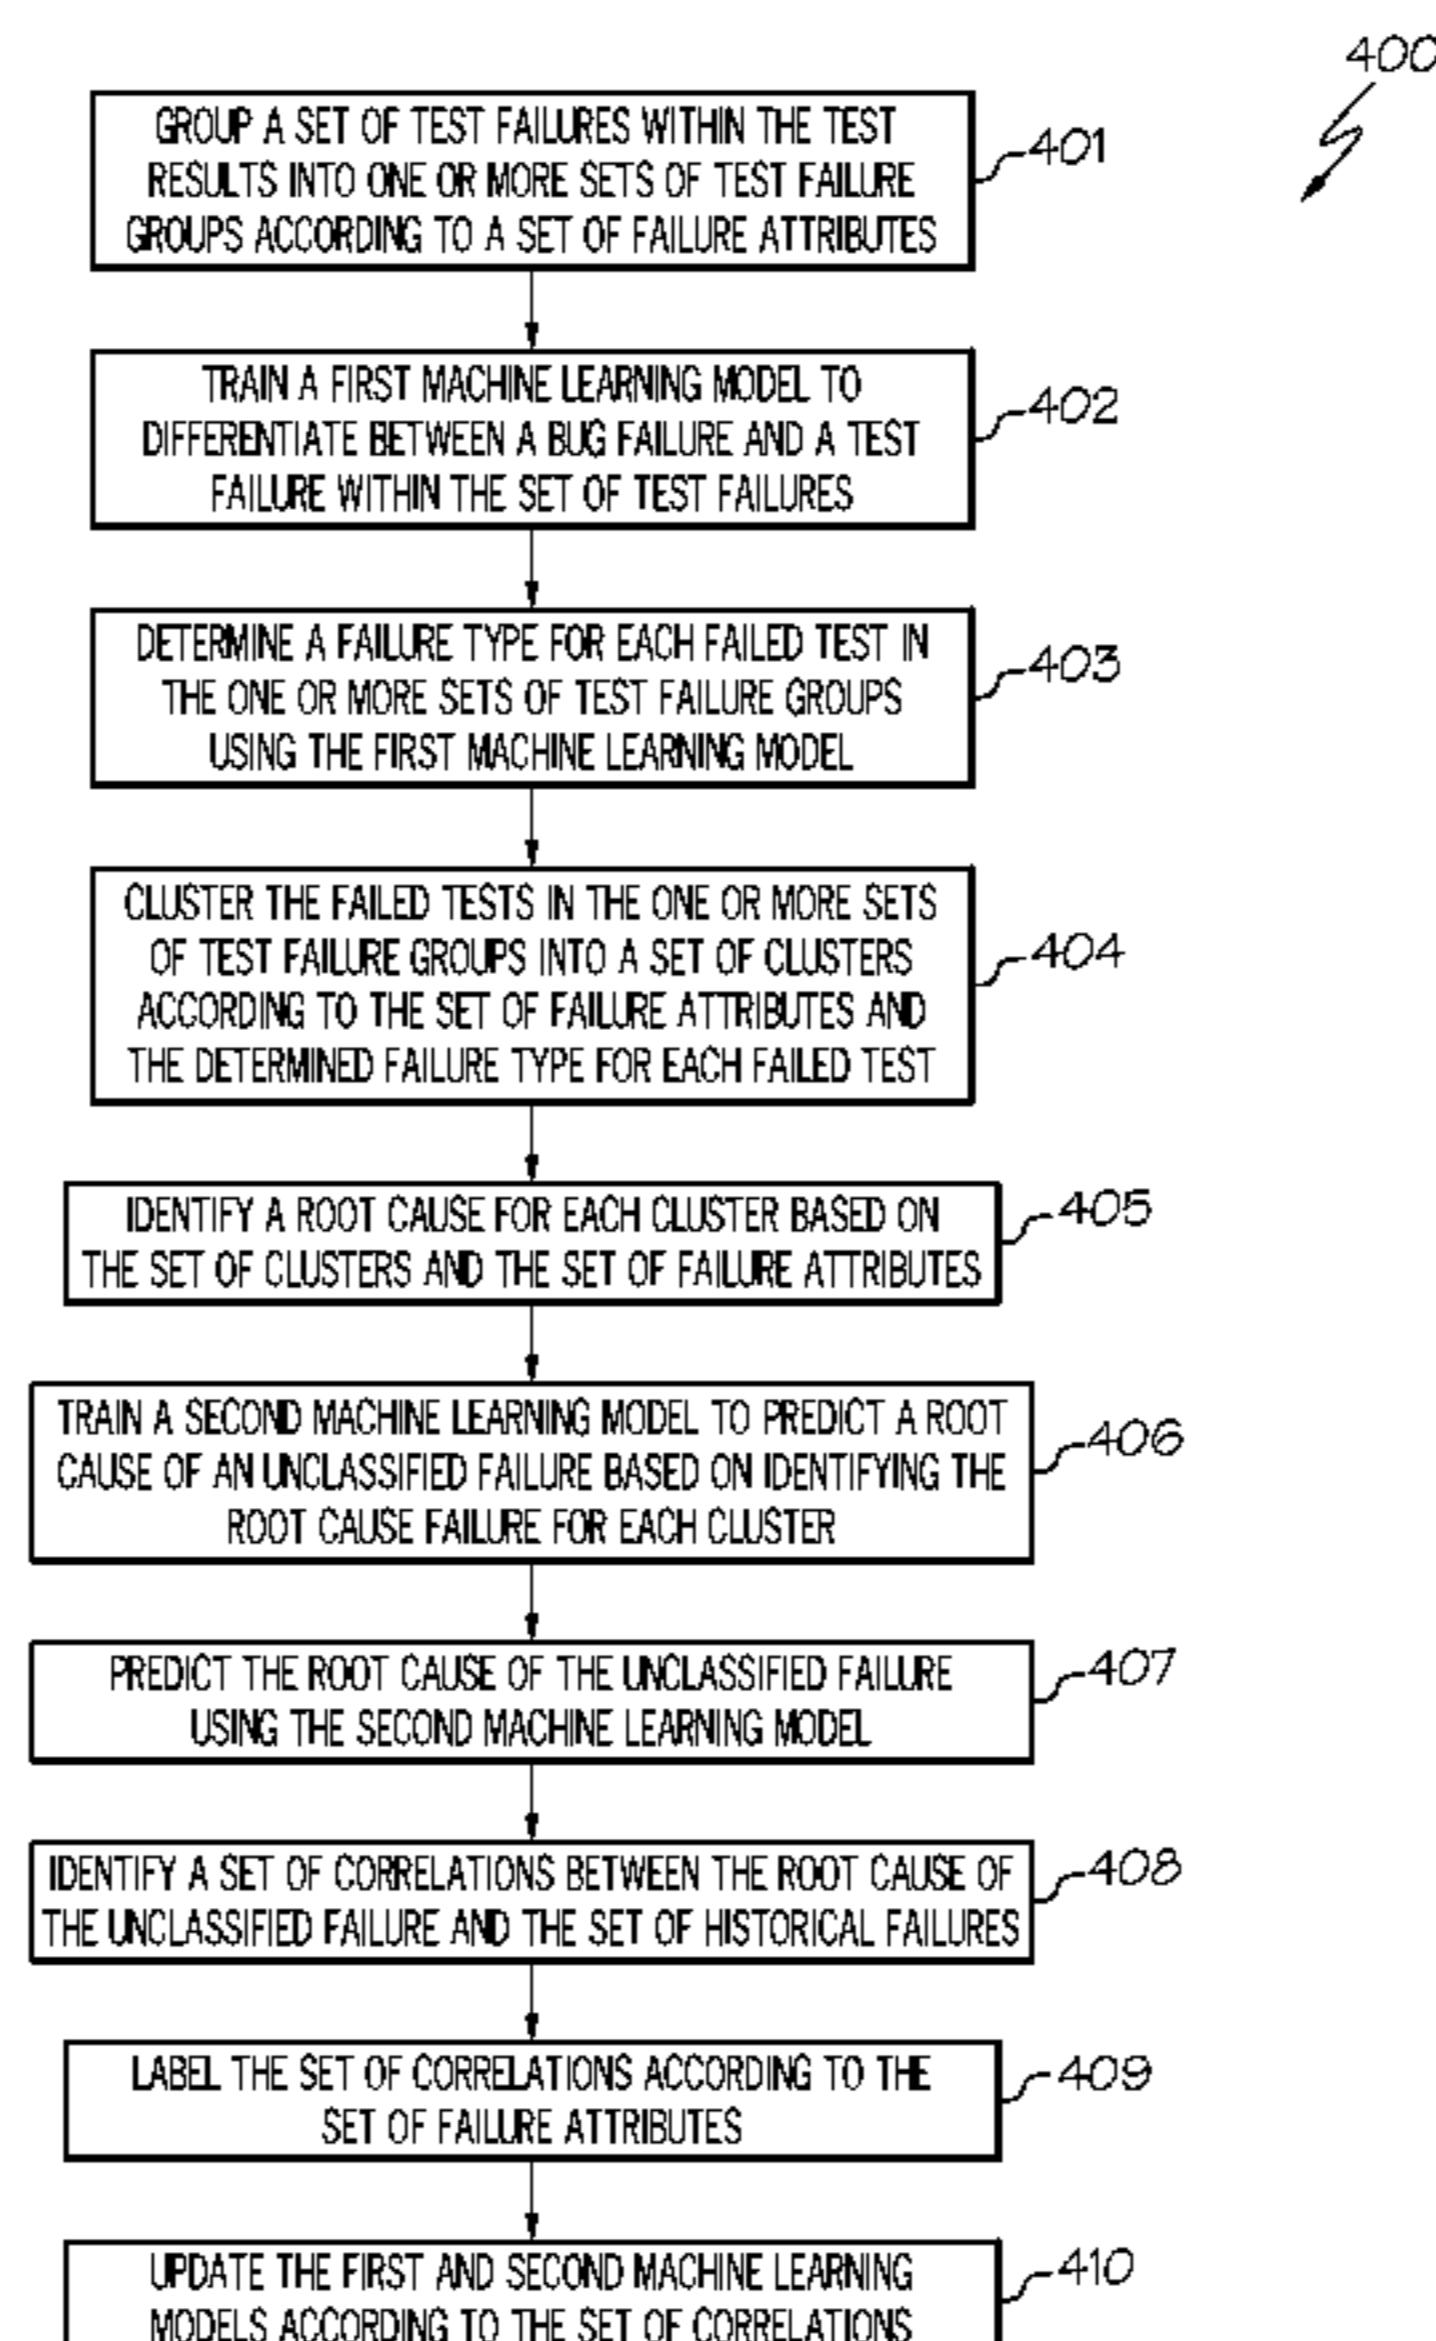 400
GROUP A SET OF TEST FAILURES WITHIN THE TEST
RESULTS INTO ONE OR MORE SETS OF TEST FAILURE
GROUPS ACCORDING TO A SET OF FAILURE ATTRIBUTES
401
TRAIN A FIRST MACHINE LEARNING MODEL TO
DIFFERENTIATE BETWEEN A BUG FAILURE AND A TEST
FAILURE WITHIN THE SET OF TEST FAILURES
402
DETERMINE A FAILURE TYPE FOR EACH FAILED TEST IN
THE ONE OR MORE SETS OF TEST FAILURE GROUPS
USING THE FIRST MACHINE LEARNING MODEL
403
CLUSTER THE FAILED TESTS IN THE ONE OR MORE SETS
OF TEST FAILURE GROUPS INTO A SET OF CLUSTERS
ACCORDING TO THE SET OF FAILURE ATTRIBUTES AND
THE DETERMINED FAILURE TYPE FOR EACH FAILED TEST
404
IDENTIFY A ROOT CAUSE FOR EACH CLUSTER BASED ON
THE SET OF CLUSTERS AND THE SET OF FAILURE ATTRIBUTES
405
TRAIN A SECOND MACHINE LEARNING MODEL TO PREDICT A ROOT
CAUSE OF AN UNCLASSIFIED FAILURE BASED ON IDENTIFYING THE
ROOT CAUSE FAILURE FOR EACH CLUSTER
406
PREDICT THE ROOT CAUSE OF THE UNCLASSIFIED FAILURE
USING THE SECOND MACHINE LEARNING MODEL
407
IDENTIFY A SET OF CORRELATIONS BETWEEN THE ROOT CAUSE OF
THE UNCLASSIFIED FAILURE AND THE SET OF HISTORICAL FAILURES
408
LABEL THE SET OF CORRELATIONS ACCORDING TO THE
SET OF FAILURE ATTRIBUTES
409
UPDATE THE FIRST AND SECOND MACHINE LEARNING
MODELS ACCORDING TO THE SET OF CORRELATIONS
410